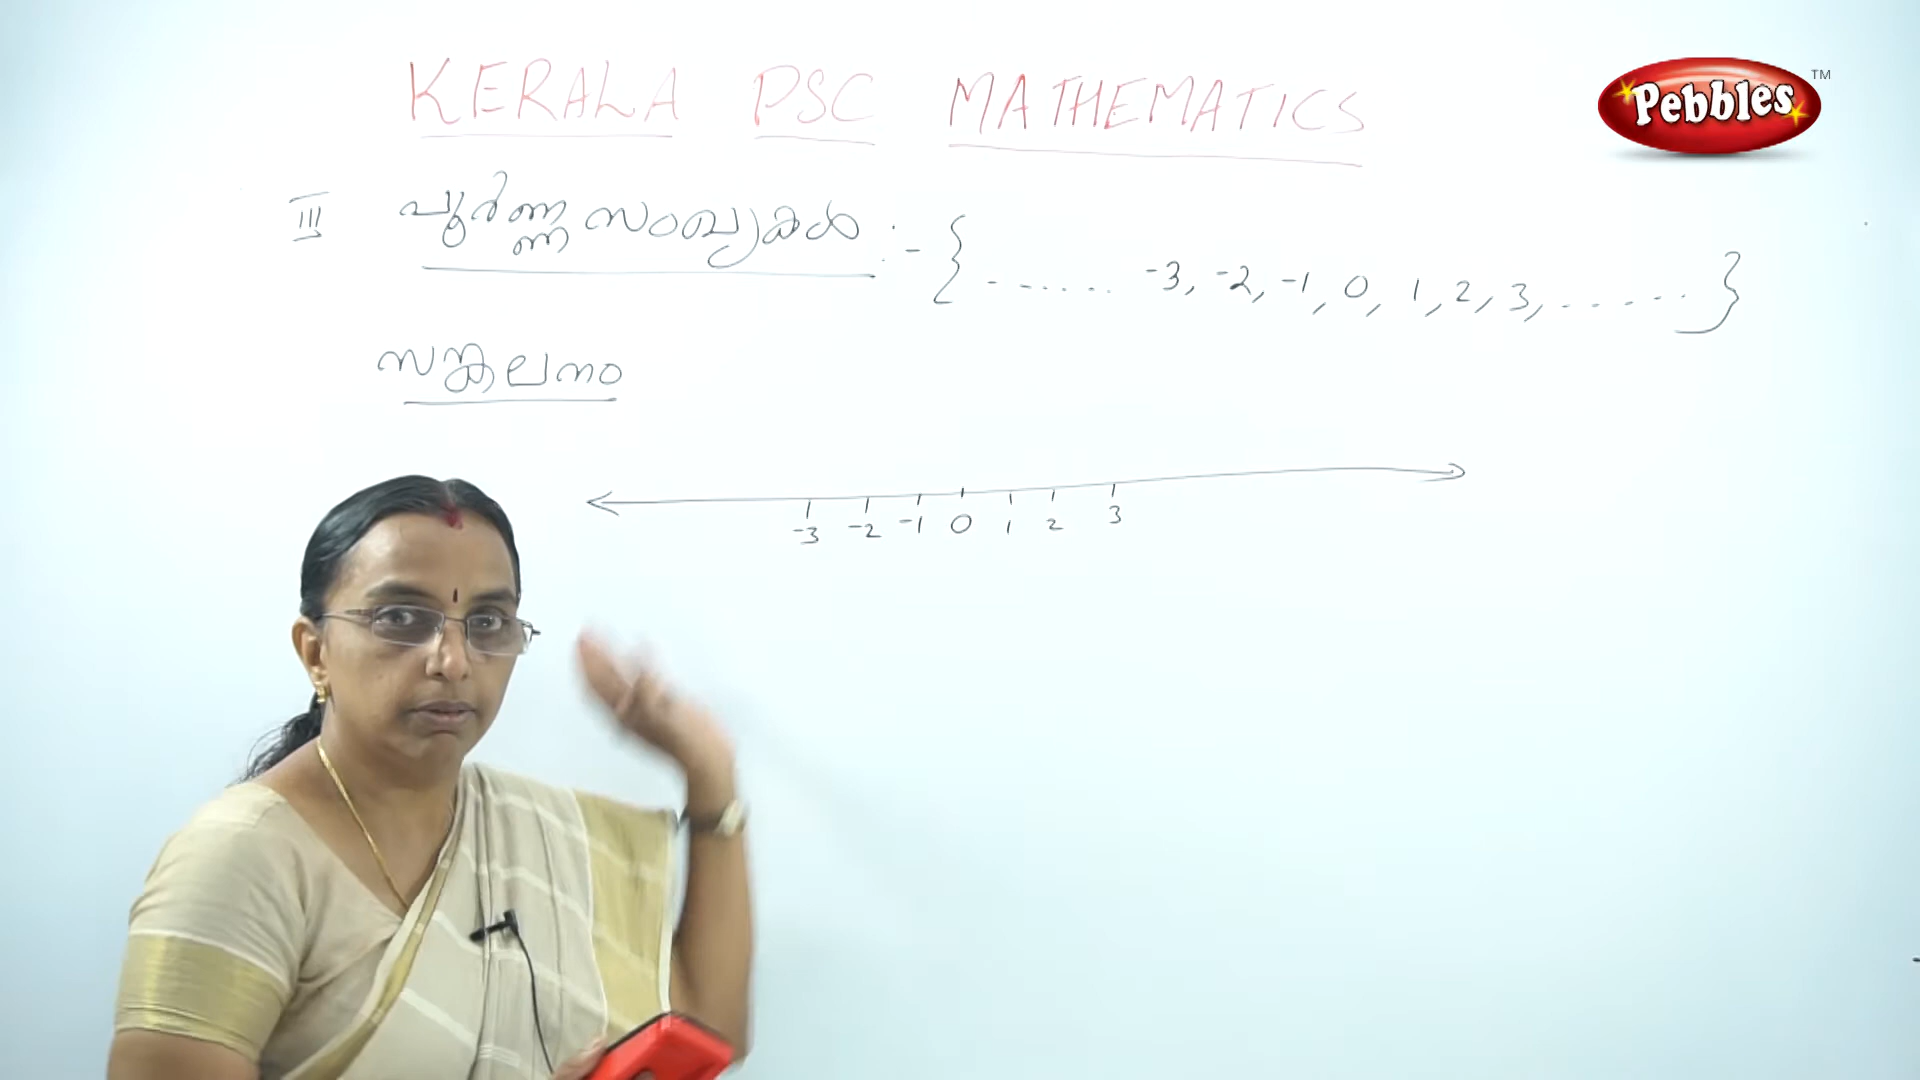 KERALA PSC MATHEMATICS
Pebbles TM
III പൂർണ്ണ സംഖ്യകൾ :- { ....... -3, -2, -1, 0, 1, 2, 3, ...... }
സങ്കലനം
-3 -2 -1 0 1 2 3